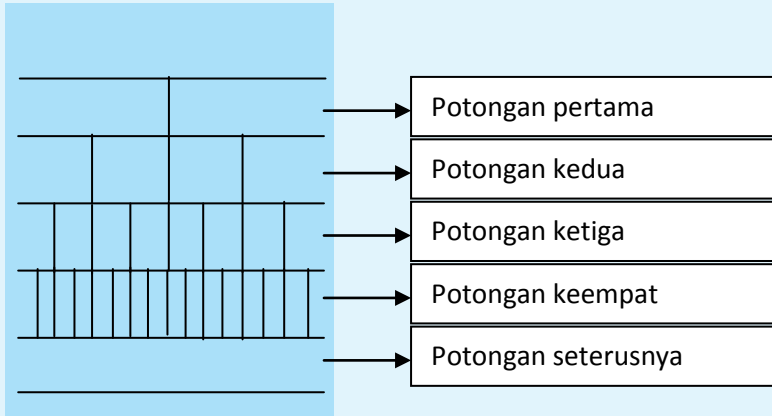 Potongan pertama
Potongan kedua
Potongan ketiga
Potongan keempat
Potongan seterusnya